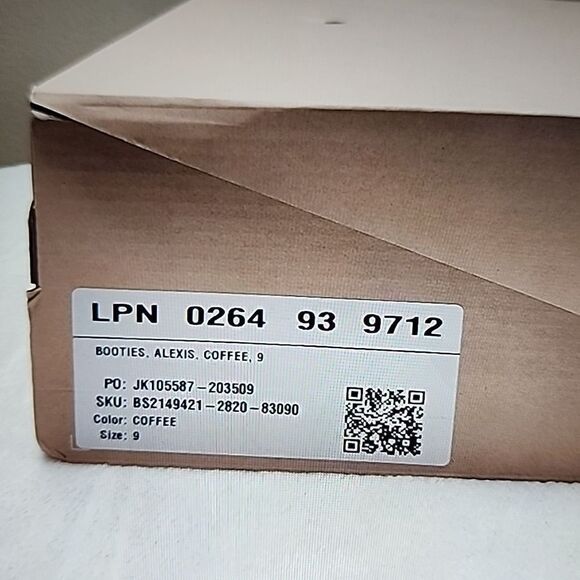 LPN 0264 93 9712
BOOTIES, ALEXIS, COFFEE, 9
PO: JK105587-203509
SKU: BS2149421-2820-83090
Color: COFFEE
Size: 9